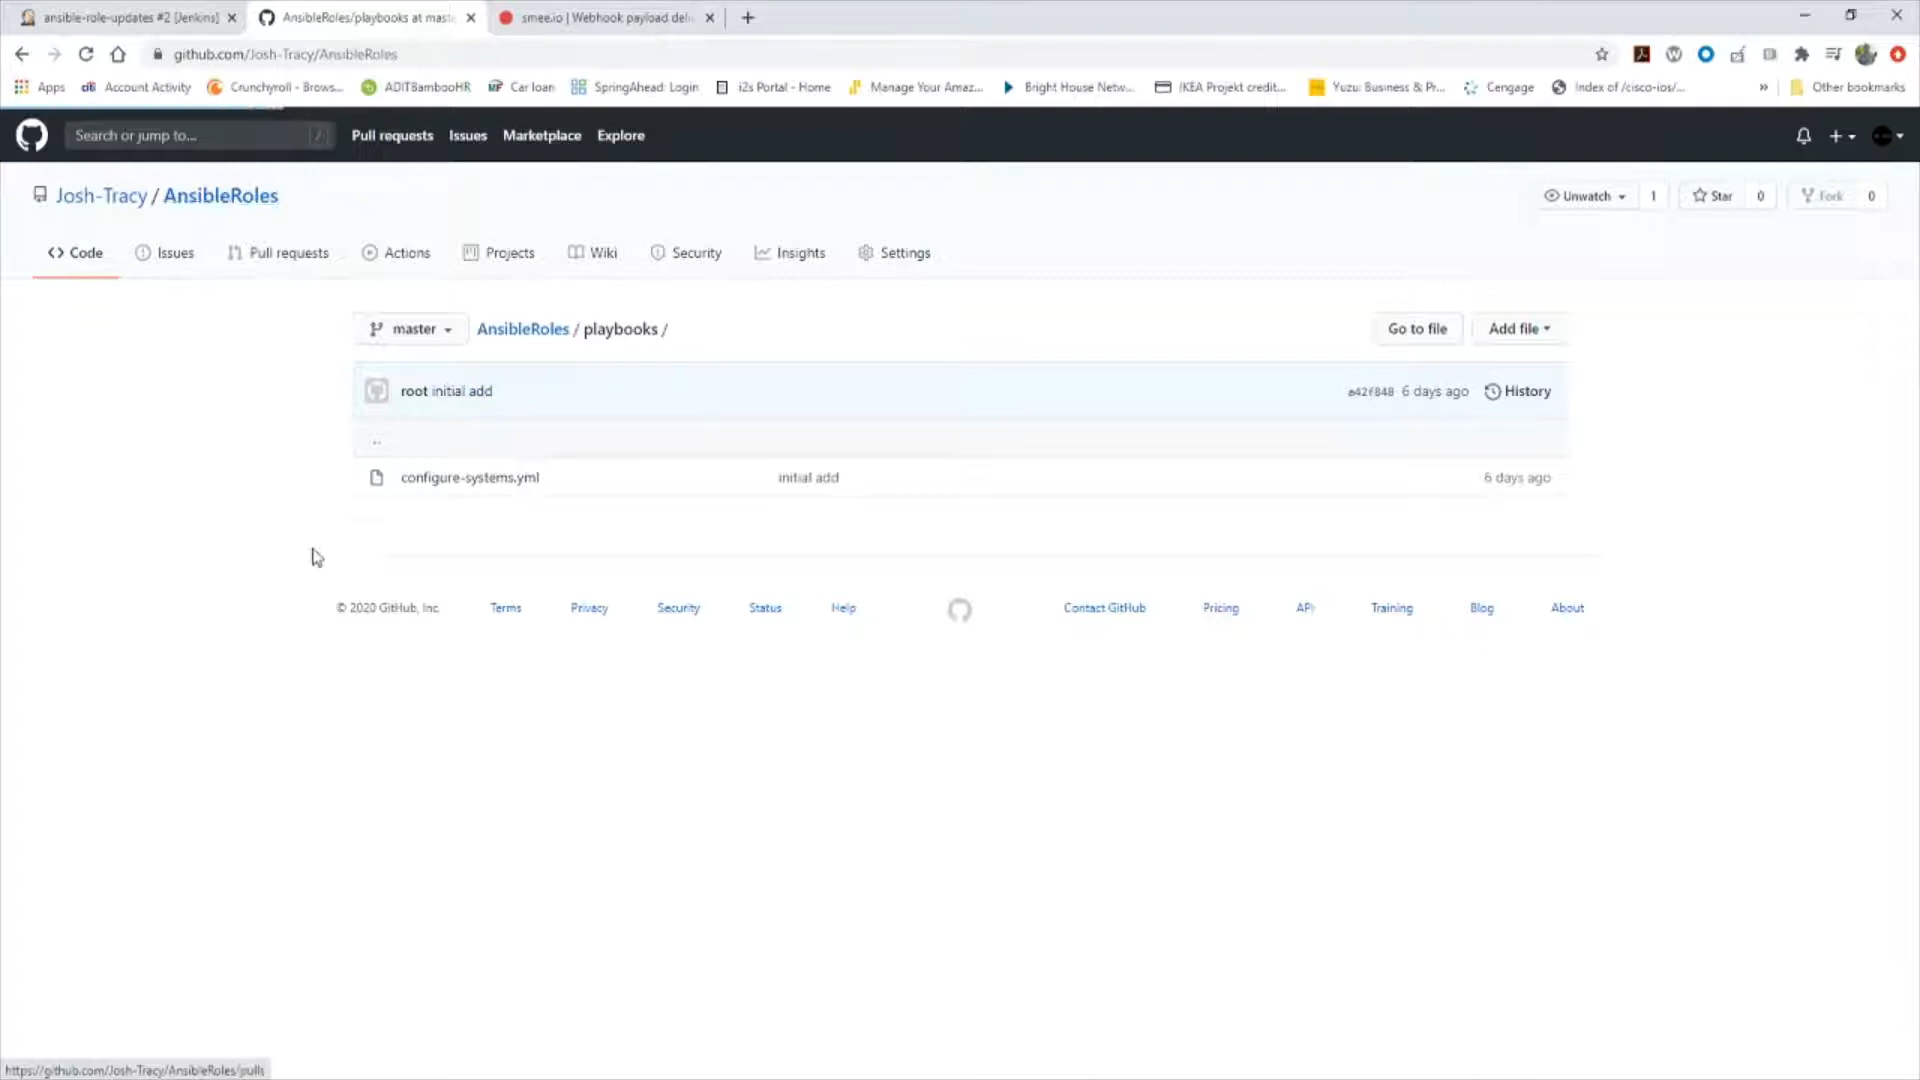 ansible-role-updates #2 [Jenkins]
AnsibleRoles/playbooks at mast
smee.io | Webhook payload deli
github.com/Josh-Tracy/AnsibleRoles
Apps
citi
Account Activity
Crunchyroll - Brows...
ADITBambooHR
Car loan
SpringAhead: Login
i2s Portal - Home
Manage Your Amaz...
Bright House Netw...
IKEA Projekt credit...
Yuzu: Business & Pr...
Cengage
Index of /cisco-ios/...
»
Other bookmarks
Search or jump to...
/
Pull requests
Issues
Marketplace
Explore
Josh-Tracy / AnsibleRoles
Unwatch
1
Star
0
Fork
0
Code
Issues
Pull requests
Actions
Projects
Wiki
Security
Insights
Settings
master
AnsibleRoles / playbooks /
Go to file
Add file
root initial add
a42f848 6 days ago
History
..
configure-systems.yml
initial add
6 days ago
© 2020 GitHub, Inc.
Terms
Privacy
Security
Status
Help
Contact GitHub
Pricing
API
Training
Blog
About
https://github.com/Josh-Tracy/AnsibleRoles/pulls